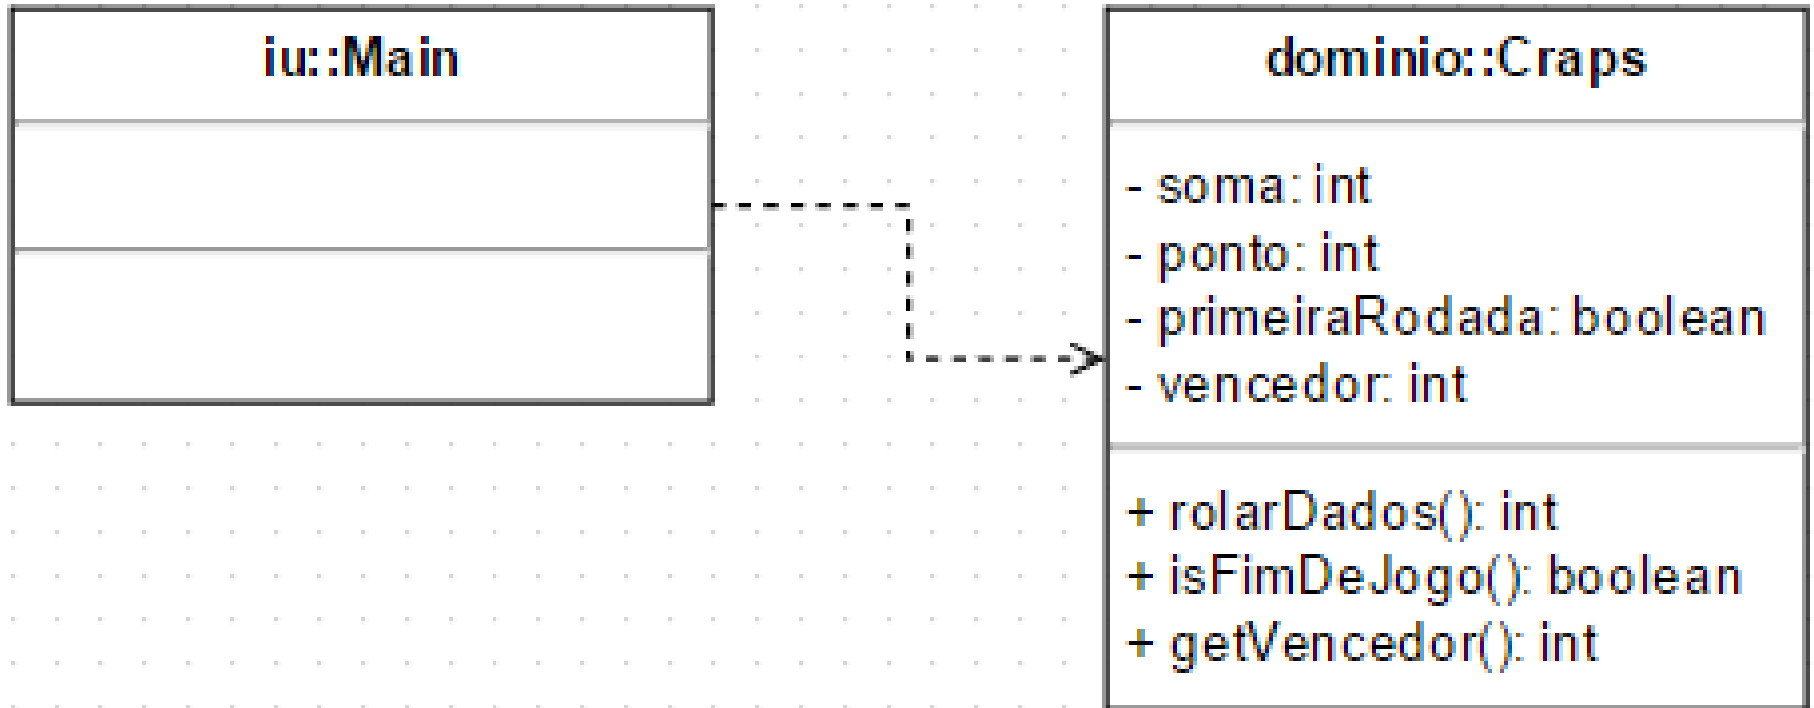 iu::Main
dominio::Craps
- soma: int
- ponto: int
- primeiraRodada: boolean
- vencedor: int
+ rolarDados(): int
+ isFimDeJogo(): boolean
+ getVencedor(): int